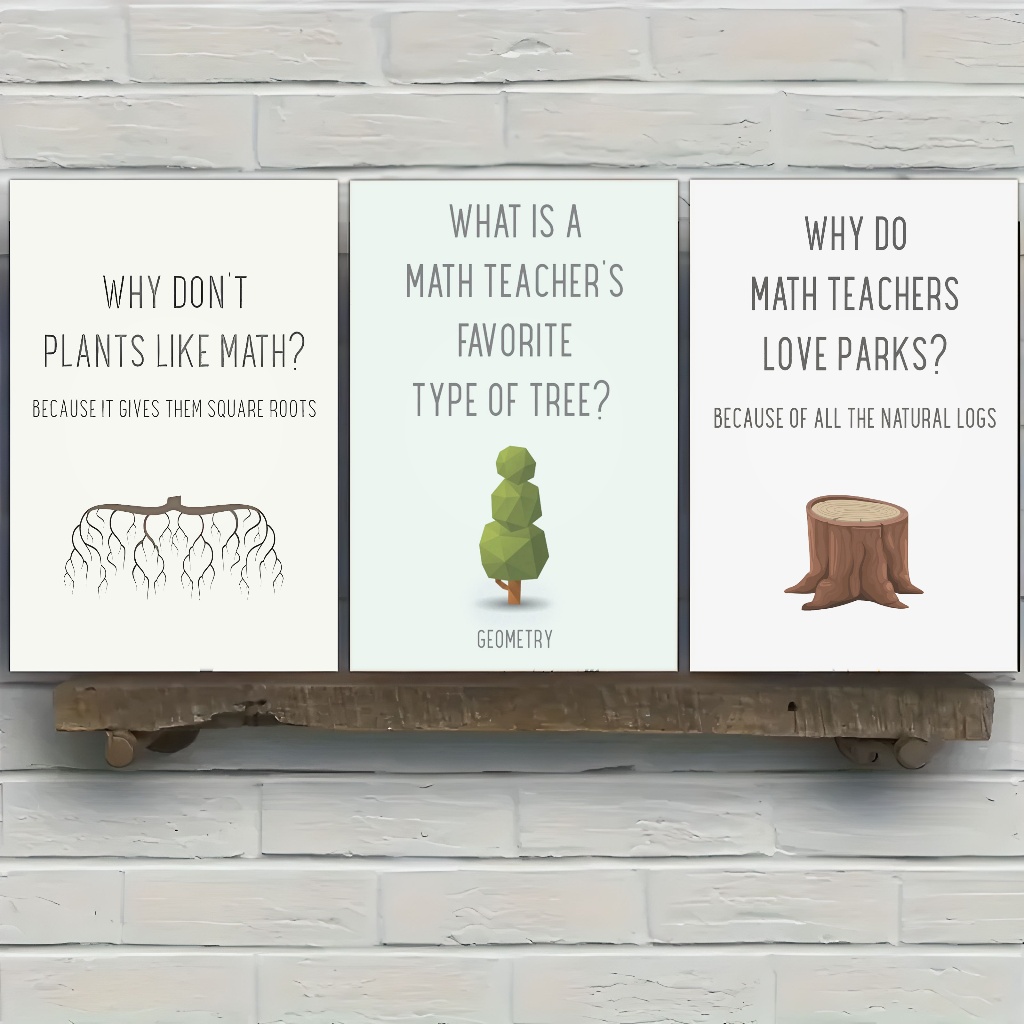 WHY DON'T
PLANTS LIKE MATH?
BECAUSE IT GIVES THEM SQUARE ROOTS
WHAT IS A
MATH TEACHER'S
FAVORITE
TYPE OF TREE?
GEOMETRY
WHY DO
MATH TEACHERS
LOVE PARKS?
BECAUSE OF ALL THE NATURAL LOGS